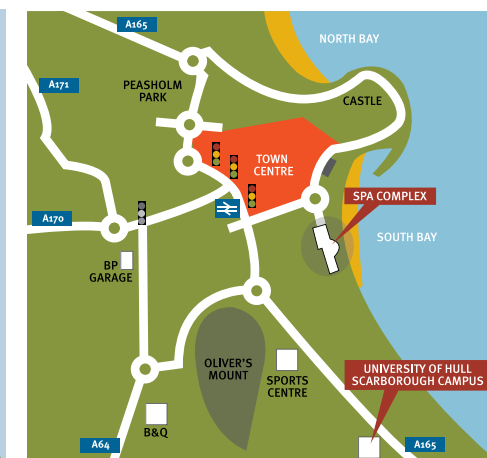 A165
NORTH BAY
A171
PEASHOLM
PARK
CASTLE
TOWN
CENTRE
SPA COMPLEX
A170
SOUTH BAY
BP
GARAGE
OLIVER'S
MOUNT
SPORTS
CENTRE
UNIVERSITY OF HULL
SCARBOROUGH CAMPUS
B&Q
A64
A165